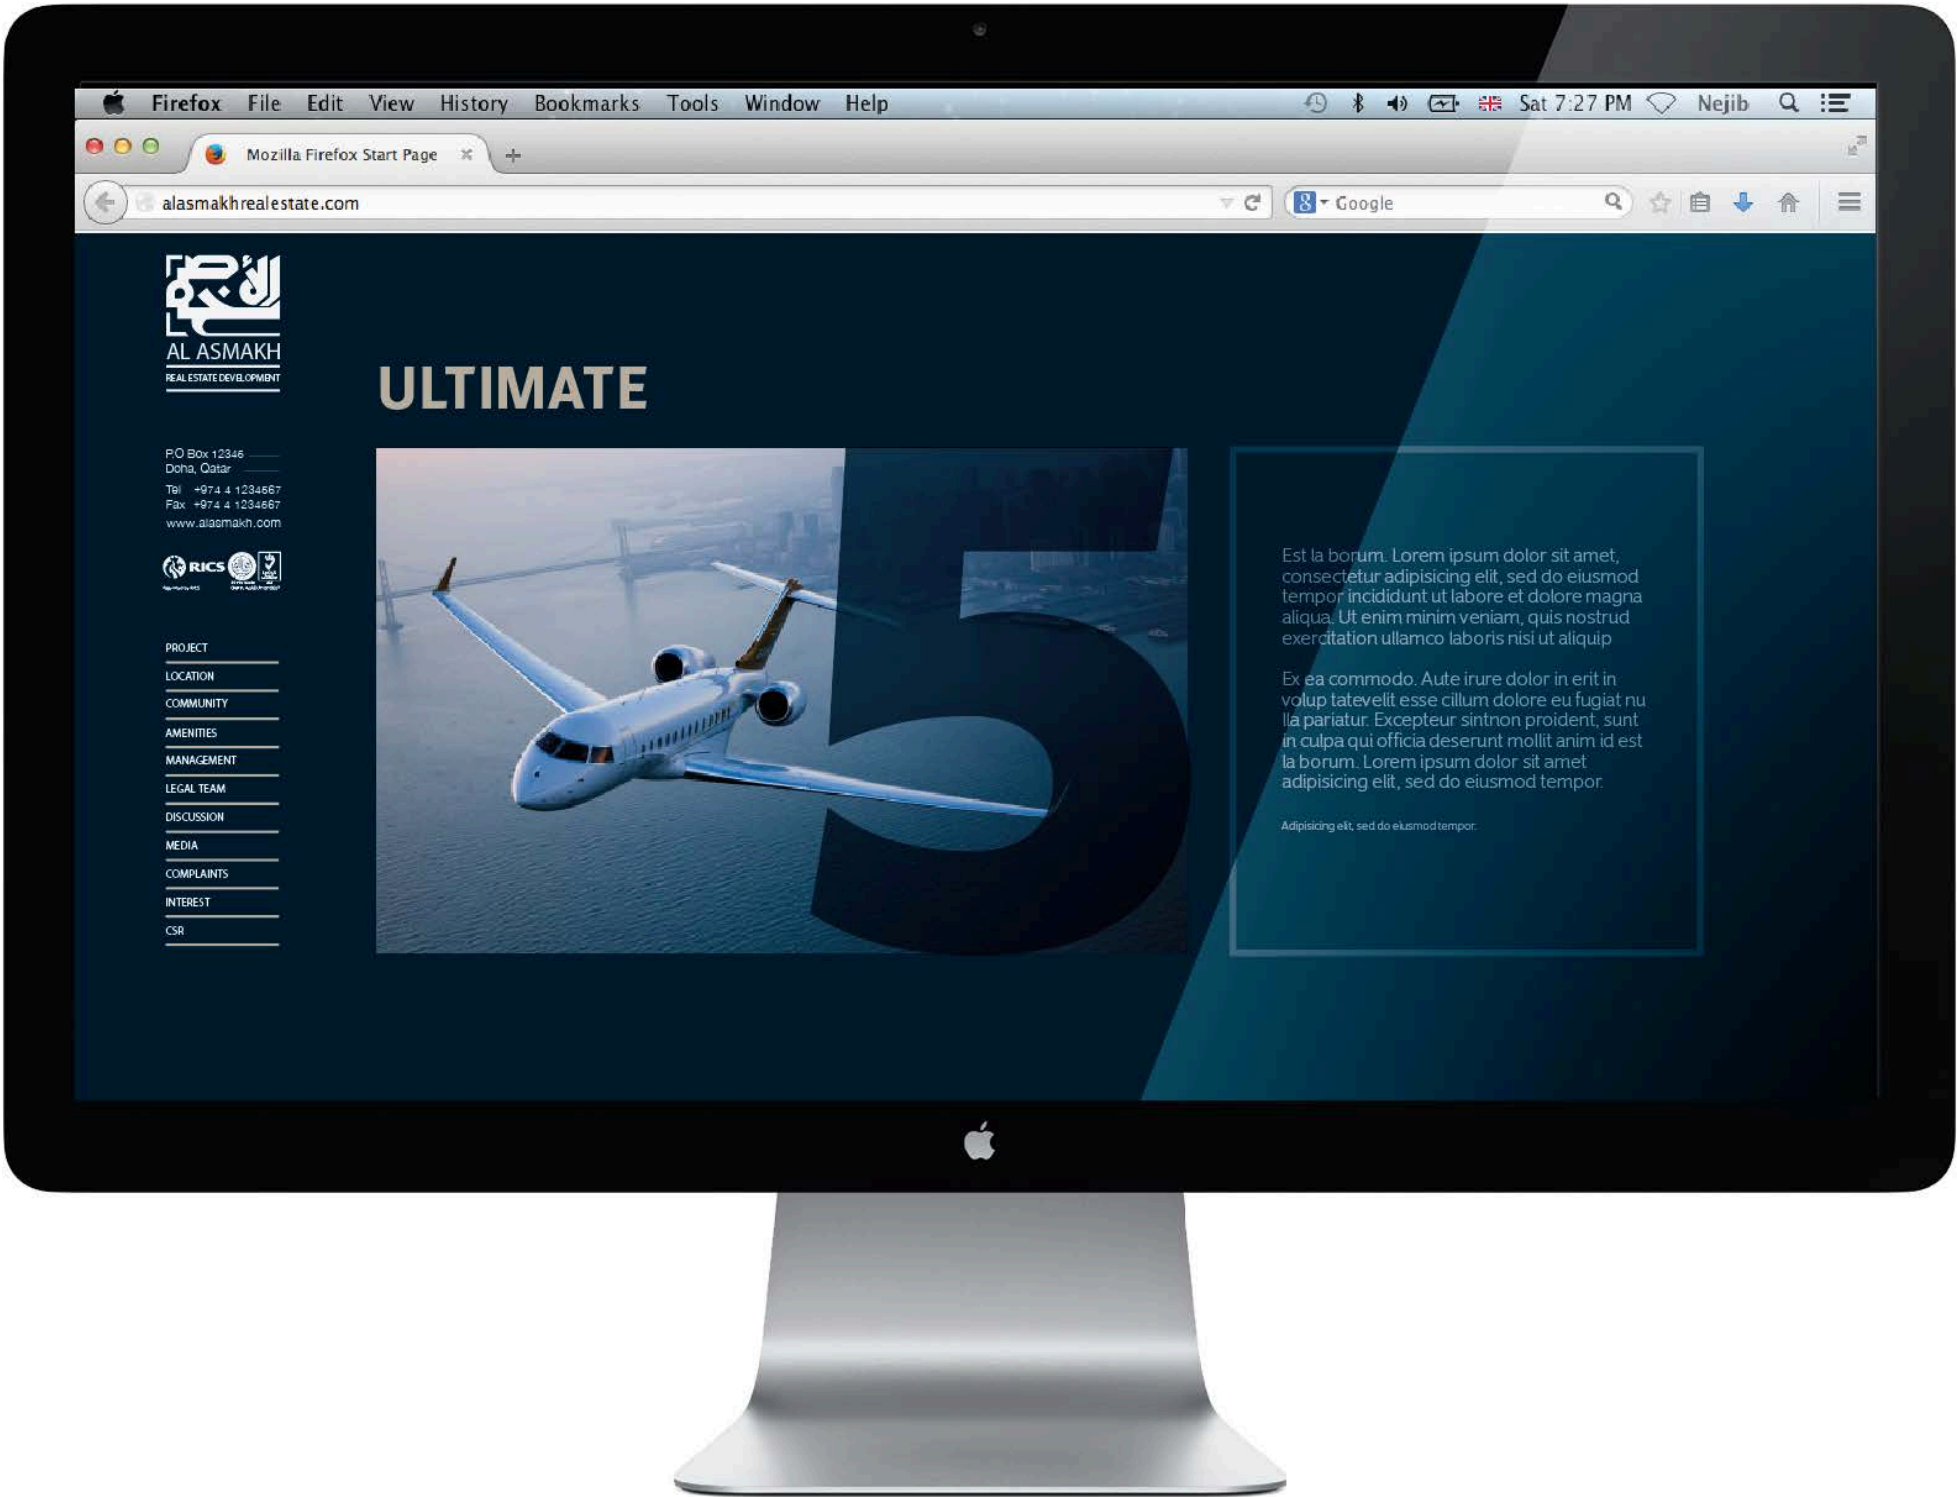 Firefox File Edit View History Bookmarks Tools Window Help Sat 7:27 PM Nejib
Mozilla Firefox Start Page
alasmakhrealestate.com
Google
الأصمخ
AL ASMAKH
REAL ESTATE DEVELOPMENT
ULTIMATE
5
P.O Box 12346
Doha, Qatar
Tel +974 4 1234567
Fax +974 4 1234567
www.alasmakh.com
RICS
PROJECT
LOCATION
COMMUNITY
AMENITIES
MANAGEMENT
LEGAL TEAM
DISCUSSION
MEDIA
COMPLAINTS
INTEREST
CSR
Est la borum. Lorem ipsum dolor sit amet,
consectetur adipisicing elit, sed do eiusmod
tempor incididunt ut labore et dolore magna
aliqua. Ut enim minim veniam, quis nostrud
exercitation ullamco laboris nisi ut aliquip
Ex ea commodo. Aute irure dolor in erit in
volup tatevelit esse cillum dolore eu fugiat nu
lla pariatur. Excepteur sintnon proident, sunt
in culpa qui officia deserunt mollit anim id est
la borum. Lorem ipsum dolor sit amet
adipisicing elit, sed do eiusmod tempor.
Adipisicing elit, sed do eiusmod tempor.